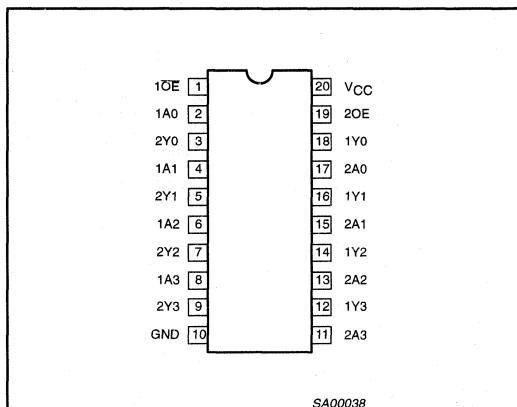 1O̅E̅ 1 20 VCC
1A0 2 19 2OE
2Y0 3 18 1Y0
1A1 4 17 2A0
2Y1 5 16 1Y1
1A2 6 15 2A1
2Y2 7 14 1Y2
1A3 8 13 2A2
2Y3 9 12 1Y3
GND 10 11 2A3
SA00038